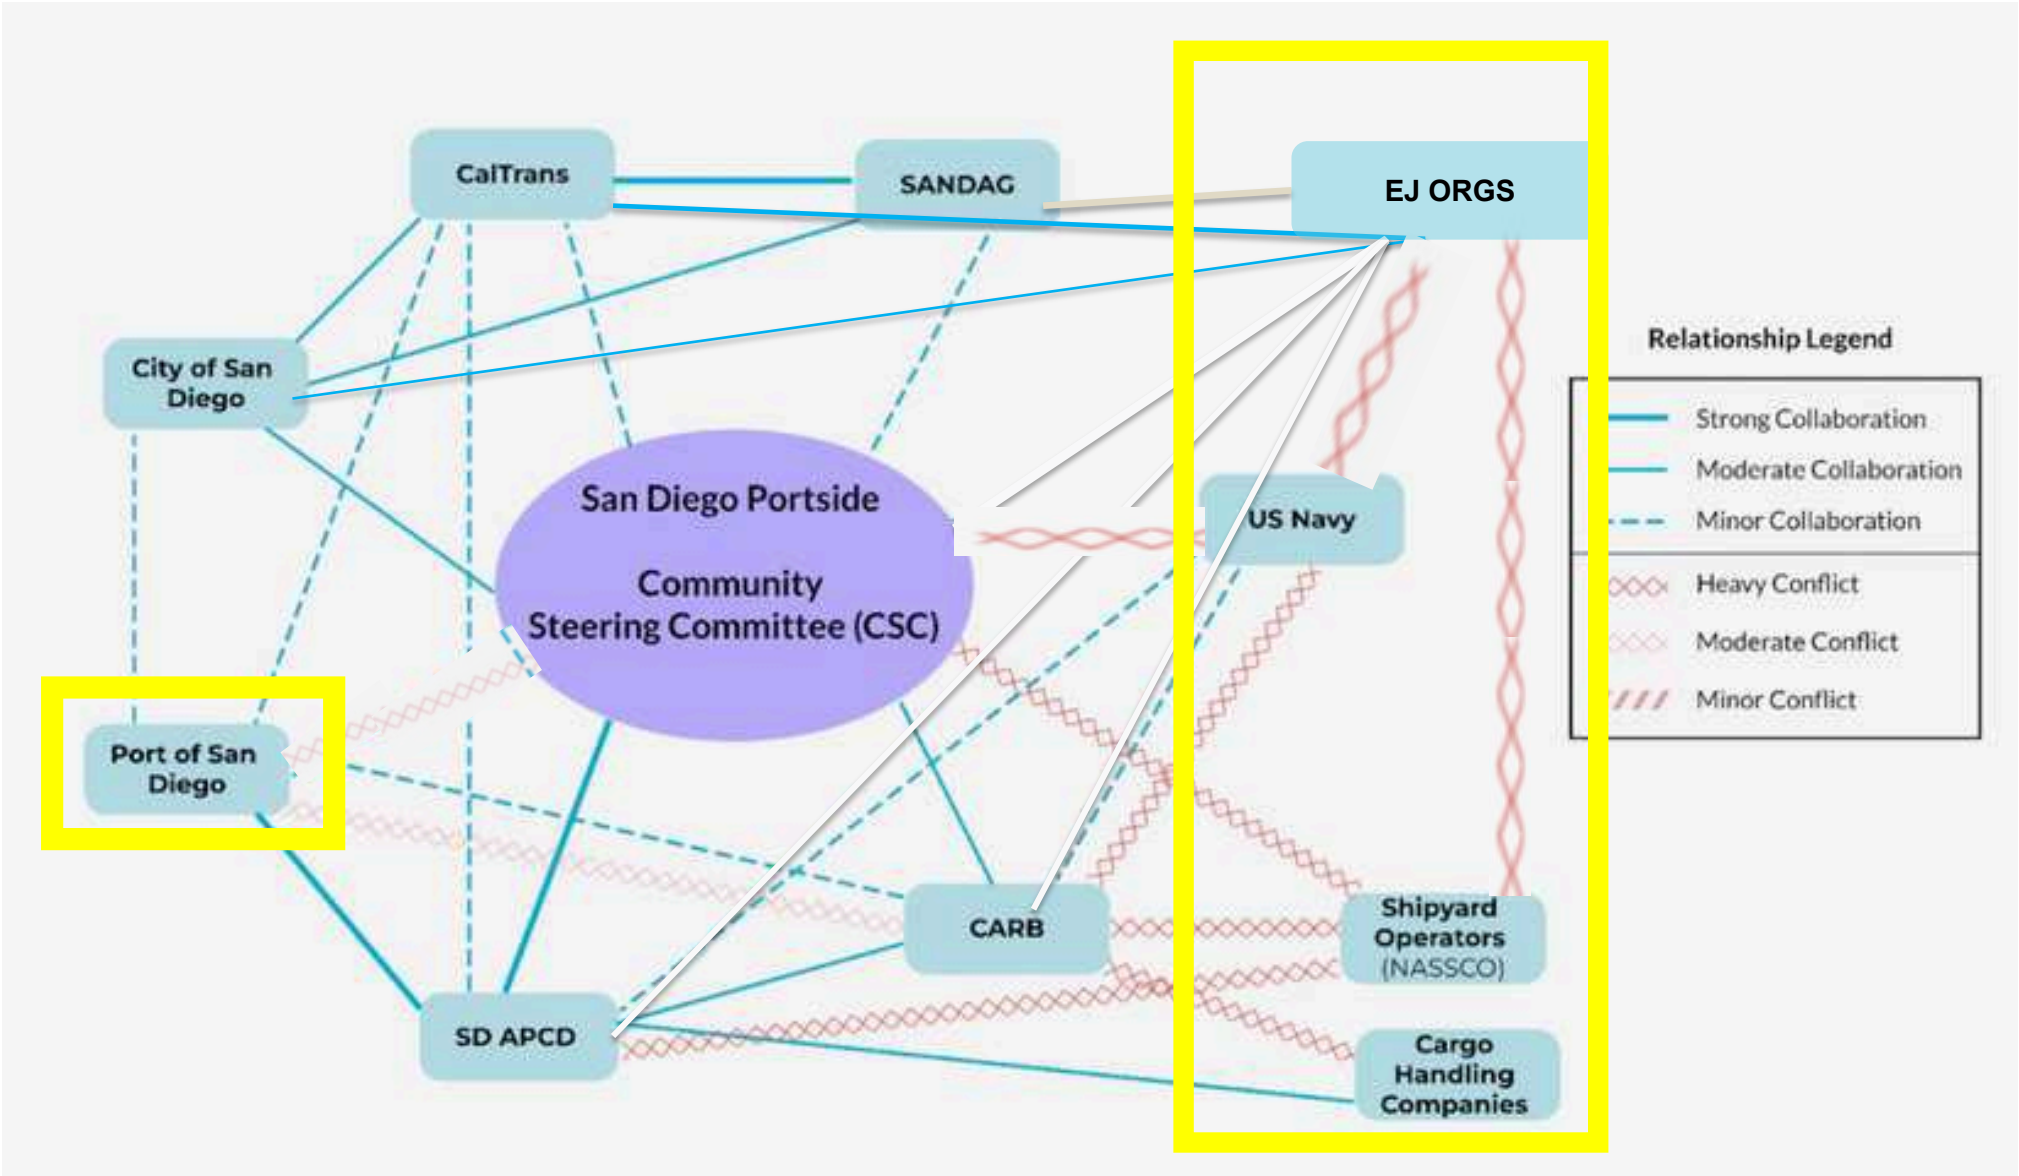 CalTrans
SANDAG
EJ ORGS
City of San
Diego
Relationship Legend
Strong Collaboration
Moderate Collaboration
Minor Collaboration
Heavy Conflict
Moderate Conflict
Minor Conflict
San Diego Portside
Community
Steering Committee (CSC)
US Navy
Port of San
Diego
CARB
Shipyard
Operators
(NASSCO)
SD APCD
Cargo
Handling
Companies